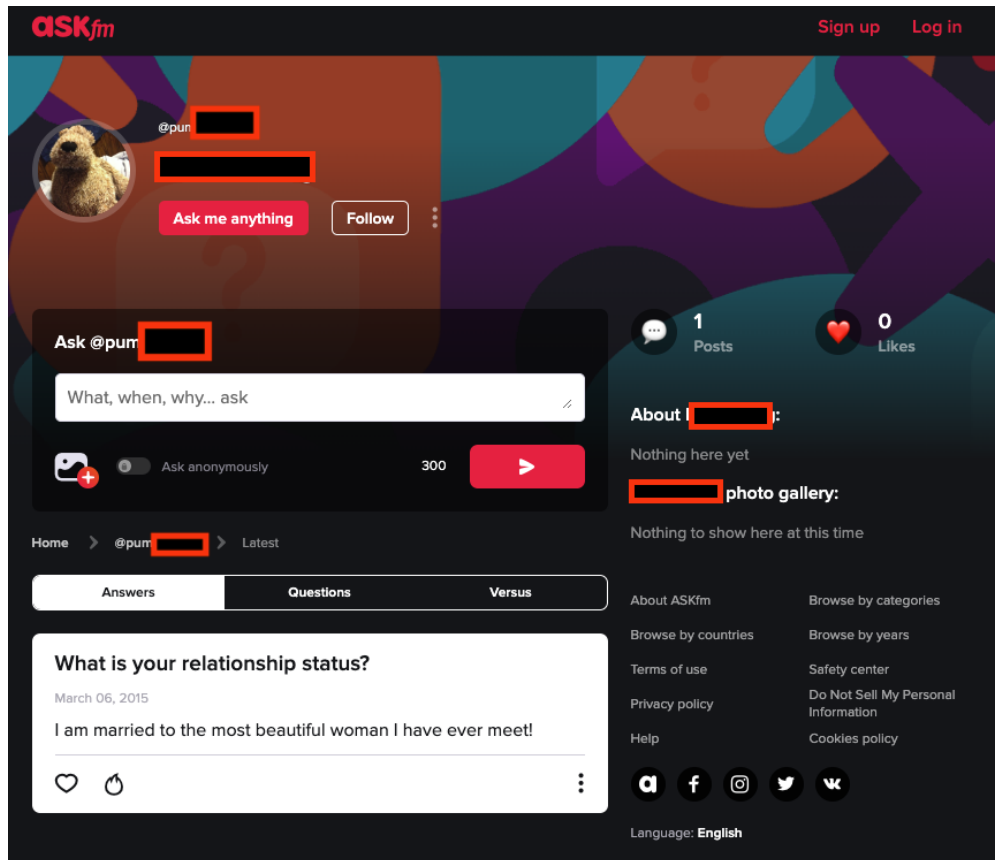 ASKfm
Sign up Log in
@pum
Ask me anything Follow
Ask @pum
What, when, why... ask
Ask anonymously 300
Home @pum Latest
Answers Questions Versus
What is your relationship status?
March 06, 2015
I am married to the most beautiful woman I have ever meet!
1
Posts
0
Likes
About
Nothing here yet
photo gallery:
Nothing to show here at this time
About ASKfm Browse by categories
Browse by countries Browse by years
Terms of use Safety center
Privacy policy Do Not Sell My Personal
Information
Help Cookies policy
Language: English